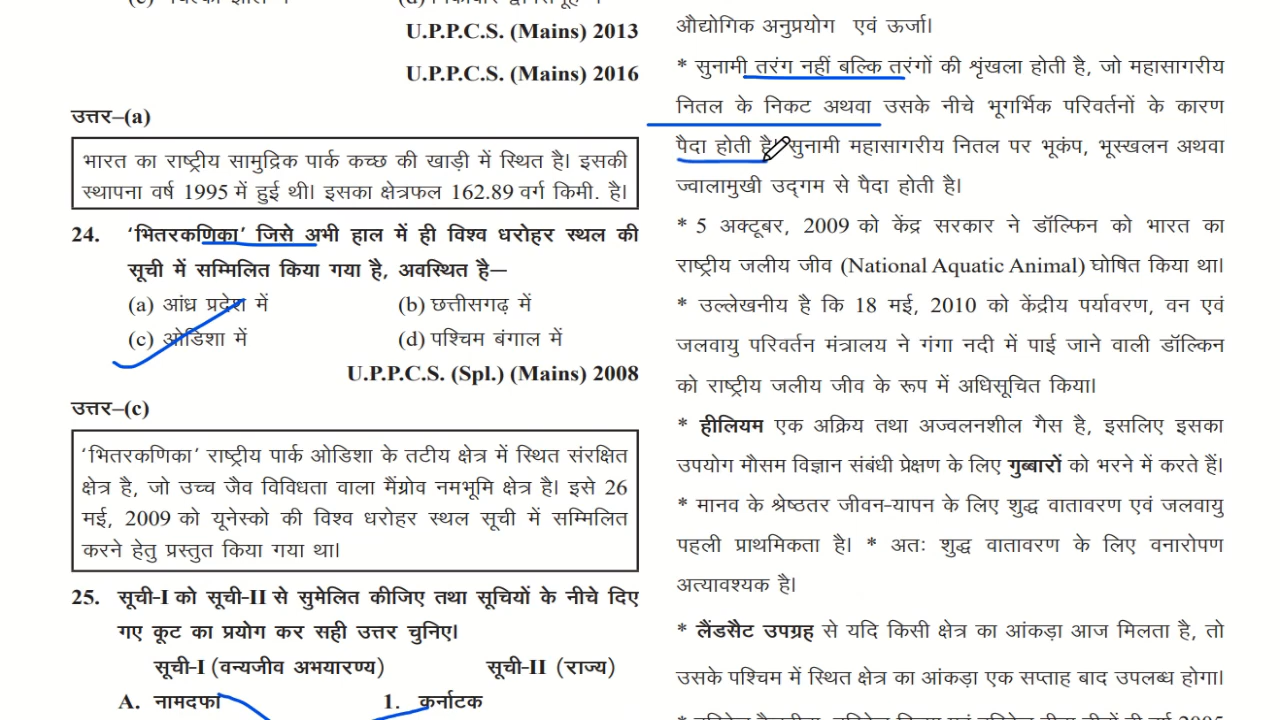 U.P.P.C.S. (Mains) 2013
U.P.P.C.S. (Mains) 2016
उत्तर–(a)
भारत का राष्ट्रीय सामुद्रिक पार्क कच्छ की खाड़ी में स्थित है। इसकी
स्थापना वर्ष 1995 में हुई थी। इसका क्षेत्रफल 162.89 वर्ग किमी. है।
24. ‘भितरकणिका’ जिसे अभी हाल में ही विश्व धरोहर स्थल की
सूची में सम्मिलित किया गया है, अवस्थित है–
(a) आंध्र प्रदेश में (b) छत्तीसगढ़ में
(c) ओडिशा में (d) पश्चिम बंगाल में
U.P.P.C.S. (Spl.) (Mains) 2008
उत्तर–(c)
‘भितरकणिका’ राष्ट्रीय पार्क ओडिशा के तटीय क्षेत्र में स्थित संरक्षित
क्षेत्र है, जो उच्च जैव विविधता वाला मैंग्रोव नमभूमि क्षेत्र है। इसे 26
मई, 2009 को यूनेस्को की विश्व धरोहर स्थल सूची में सम्मिलित
करने हेतु प्रस्तुत किया गया था।
25. सूची-I को सूची-II से सुमेलित कीजिए तथा सूचियों के नीचे दिए
गए कूट का प्रयोग कर सही उत्तर चुनिए।
सूची-I (वन्यजीव अभयारण्य) सूची-II (राज्य)
A. नामदफा 1. कर्नाटक
औद्योगिक अनुप्रयोग एवं ऊर्जा।
* सुनामी तरंग नहीं बल्कि तरंगों की शृंखला होती है, जो महासागरीय
नितल के निकट अथवा उसके नीचे भूगर्भिक परिवर्तनों के कारण
पैदा होती है। सुनामी महासागरीय नितल पर भूकंप, भूस्खलन अथवा
ज्वालामुखी उद्गम से पैदा होती है।
* 5 अक्टूबर, 2009 को केंद्र सरकार ने डॉल्फिन को भारत का
राष्ट्रीय जलीय जीव (National Aquatic Animal) घोषित किया था।
* उल्लेखनीय है कि 18 मई, 2010 को केंद्रीय पर्यावरण, वन एवं
जलवायु परिवर्तन मंत्रालय ने गंगा नदी में पाई जाने वाली डॉल्फिन
को राष्ट्रीय जलीय जीव के रूप में अधिसूचित किया।
* हीलियम एक अक्रिय तथा अज्वलनशील गैस है, इसलिए इसका
उपयोग मौसम विज्ञान संबंधी प्रेक्षण के लिए गुब्बारों को भरने में करते हैं।
* मानव के श्रेष्ठतर जीवन-यापन के लिए शुद्ध वातावरण एवं जलवायु
पहली प्राथमिकता है। * अतः शुद्ध वातावरण के लिए वनारोपण
अत्यावश्यक है।
* लैंडसैट उपग्रह से यदि किसी क्षेत्र का आंकड़ा आज मिलता है, तो
उसके पश्चिम में स्थित क्षेत्र का आंकड़ा एक सप्ताह बाद उपलब्ध होगा।